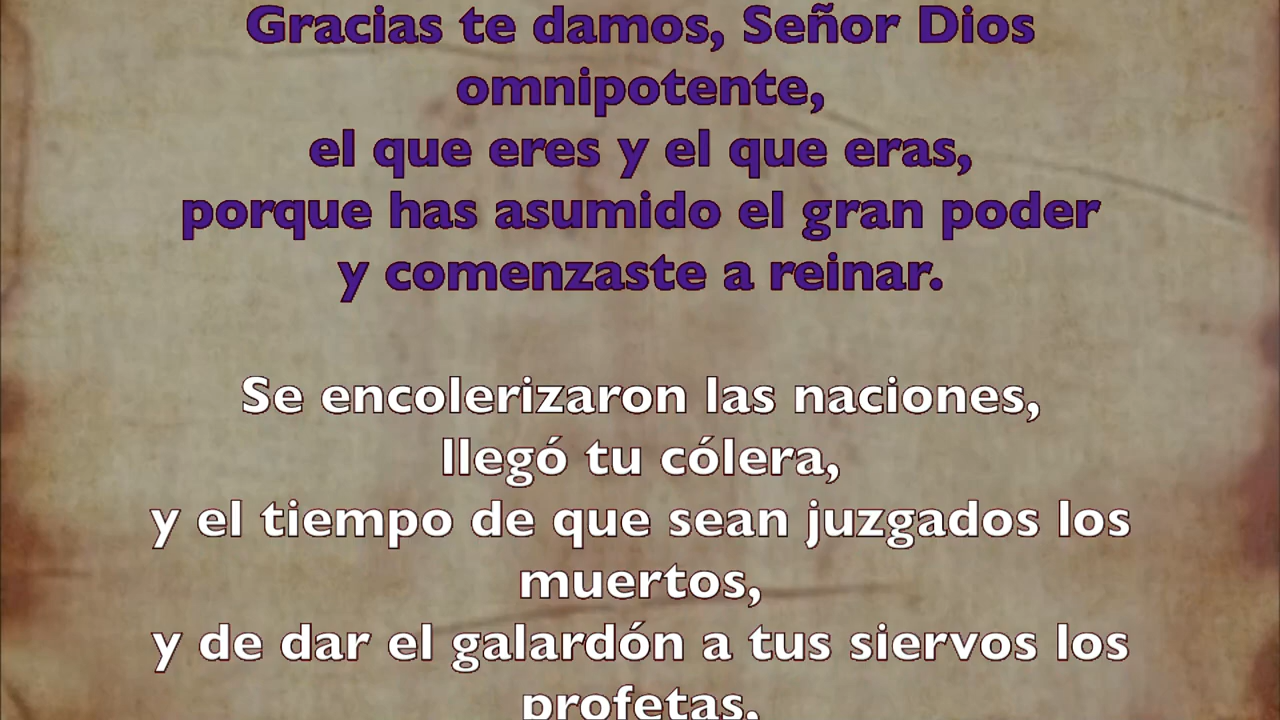 Gracias te damos, Señor Dios
omnipotente,
el que eres y el que eras,
porque has asumido el gran poder
y comenzaste a reinar.
Se encolerizaron las naciones,
llegó tu cólera,
y el tiempo de que sean juzgados los
muertos,
y de dar el galardón a tus siervos los
profetas,